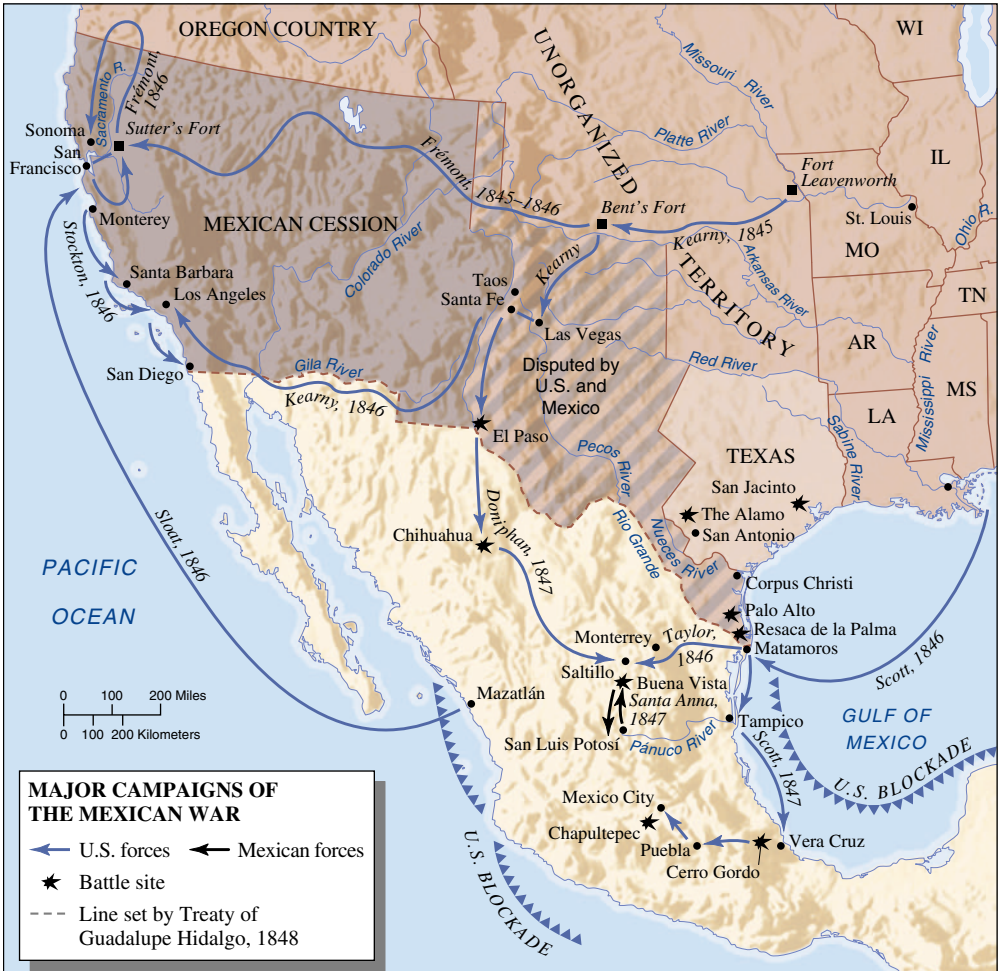 OREGON COUNTRY
WI
UNORGANIZED
Missouri River
Sacramento R.
Frémont,
1846
Sonoma
Sutter's Fort
San
Francisco
Platte River
IL
Fort
Leavenworth
Frémont, 1845–1846
Bent's Fort
St. Louis
Ohio R.
Monterey
MEXICAN CESSION
Kearny, 1845
MO
Stockton, 1846
Colorado River
Kearny
Arkansas River
TERRITORY
Santa Barbara
Los Angeles
Taos
Santa Fe
TN
Las Vegas
AR
Mississippi River
San Diego
Gila River
Disputed by
U.S. and
Mexico
Red River
MS
Kearny, 1846
LA
El Paso
Pecos River
Sabine River
TEXAS
San Jacinto
Doniphan, 1847
The Alamo
Chihuahua
San Antonio
Rio Grande
Nueces River
Sloat, 1846
PACIFIC
OCEAN
Corpus Christi
Palo Alto
Resaca de la Palma
Monterrey
Taylor,
1846
Matamoros
Scott, 1846
Saltillo
Buena Vista
Santa Anna,
1847
Mazatlán
Tampico
GULF OF
MEXICO
San Luis Potosí
Pánuco River
Scott, 1847
U.S. BLOCKADE
0 100 200 Miles
0 100 200 Kilometers
Mexico City
Chapultepec
Puebla
Vera Cruz
Cerro Gordo
U.S. BLOCKADE
MAJOR CAMPAIGNS OF
THE MEXICAN WAR
U.S. forces Mexican forces
Battle site
Line set by Treaty of
Guadalupe Hidalgo, 1848